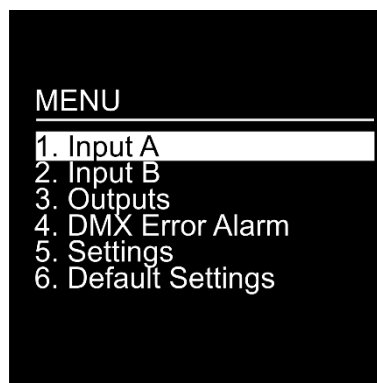 MENU
1. Input A
2. Input B
3. Outputs
4. DMX Error Alarm
5. Settings
6. Default Settings